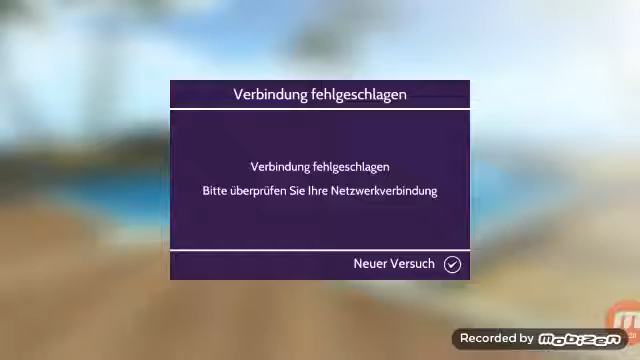 Verbindung fehlgeschlagen
Verbindung fehlgeschlagen
Bitte überprüfen Sie Ihre Netzwerkverbindung
Neuer Versuch
Recorded by mobizen